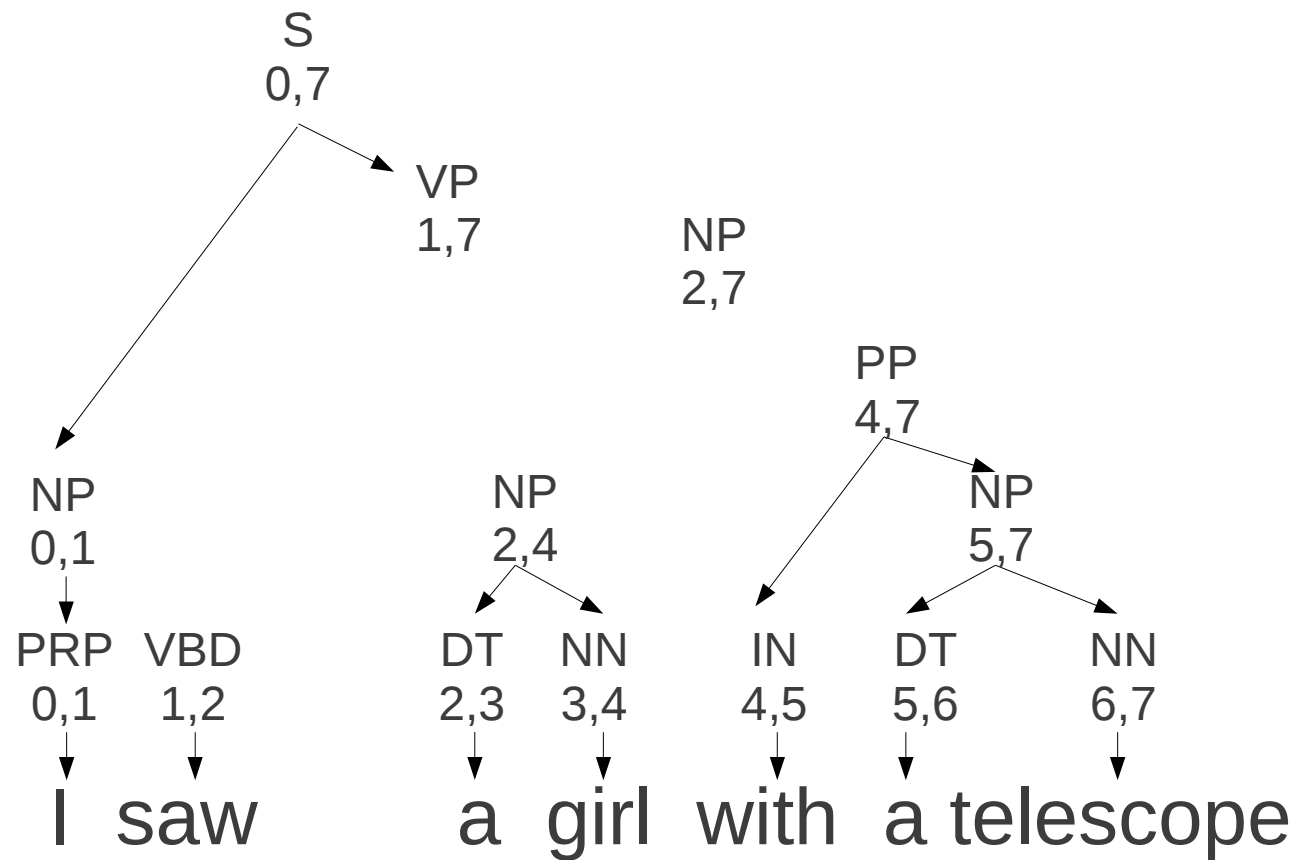 S
0,7
VP
1,7
NP
2,7
PP
4,7
NP
0,1
NP
2,4
NP
5,7
PRP VBD DT NN IN DT NN
0,1 1,2 2,3 3,4 4,5 5,6 6,7
I saw a girl with a telescope